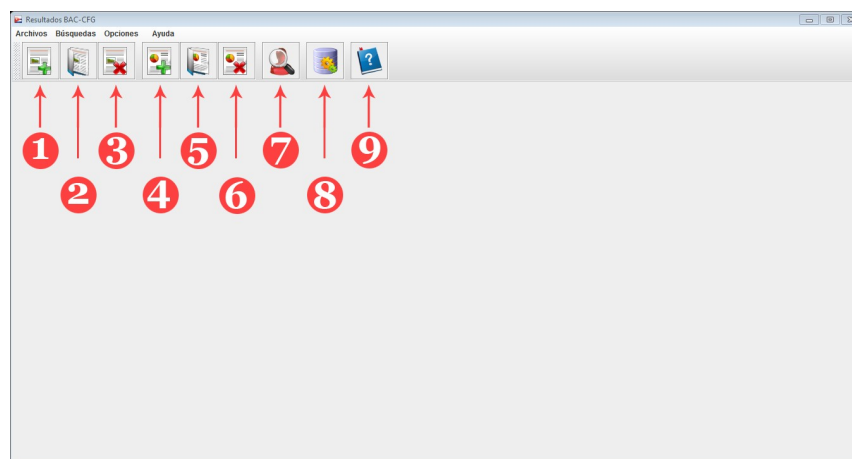 Resultados BAC-CFG
Archivos Búsquedas Opciones Ayuda
?
1 3 5 7 9
2 4 6 8